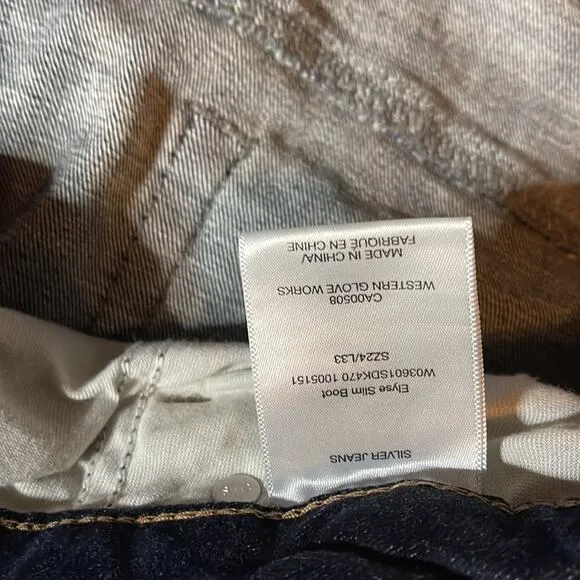 SILVER JEANS
Elyse Slim Boot
W03601SDK470 1005151
SZ24/L33
WESTERN GLOVE WORKS
CA00508
MADE IN CHINA/
FABRIQUÉ EN CHINE